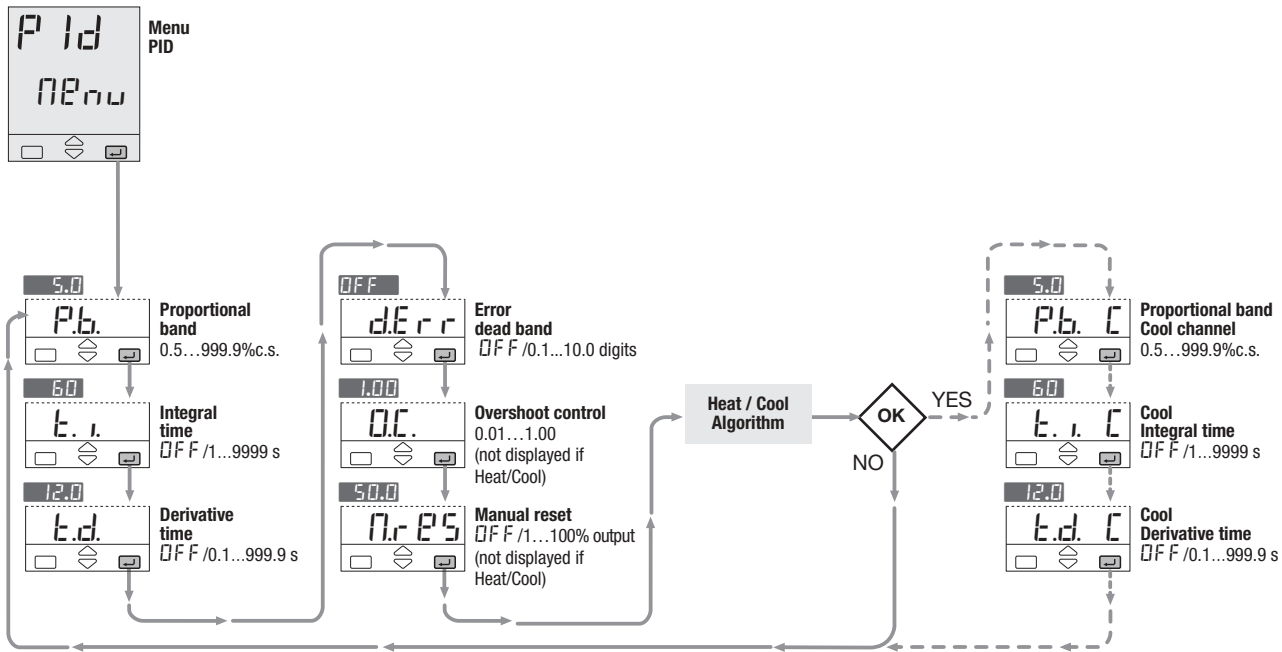 PId
Menu
Menu
PID
5.0
P.b.
Proportional
band
0.5...999.9%c.s.
60
t.i.
Integral
time
OFF/1...9999 s
12.0
t.d.
Derivative
time
OFF/0.1...999.9 s
OFF
d.Err
Error
dead band
OFF/0.1...10.0 digits
1.00
O.C.
Overshoot control
0.01...1.00
(not displayed if
Heat/Cool)
50.0
M.reS
Manual reset
OFF/1...100% output
(not displayed if
Heat/Cool)
Heat / Cool
Algorithm
OK
YES
NO
5.0
P.b. C
Proportional band
Cool channel
0.5...999.9%c.s.
60
t.i. C
Cool
Integral time
OFF/1...9999 s
12.0
t.d. C
Cool
Derivative time
OFF/0.1...999.9 s